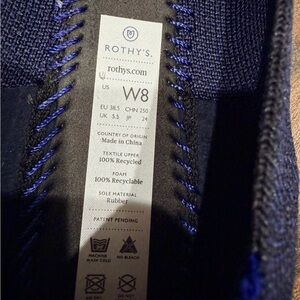 ROTHY'S.
rothys.com
US W8
EU 38.5 CHN 250
UK 5.5 JP 24
COUNTRY OF ORIGIN
Made in China
TEXTILE UPPER
100% Recycled
FOAM
100% Recyclable
SOLE MATERIAL
Rubber
PATENT PENDING
MACHINE
WASH COLD
NO BLEACH